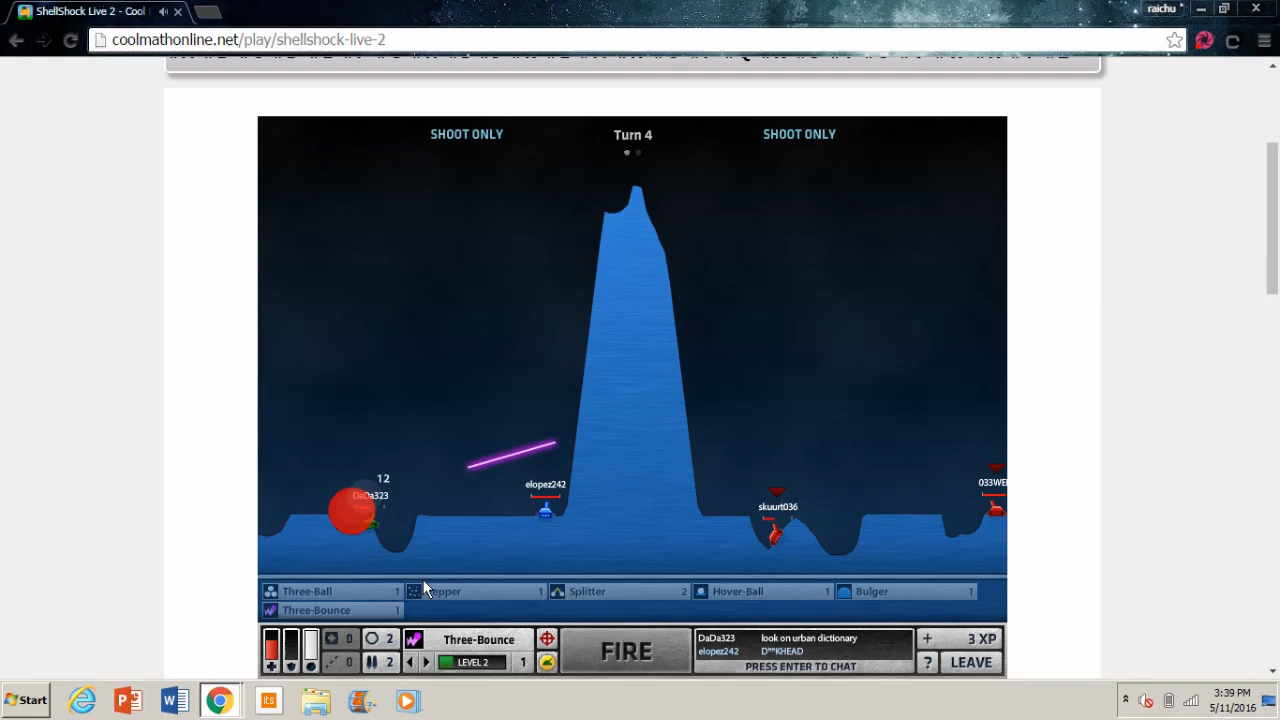 ShellShock Live 2 - Cool
raichu
coolmathonline.net/play/shellshock-live-2
SHOOT ONLY
Turn 4
SHOOT ONLY
12
DaDa323
elopez242
skuurt036
Three-Ball 1
1
Splitter 2
Hover-Ball 1
Bulger 1
Three-Bounce 1
0
2
Three-Bounce
FIRE
DaDa323 look on urban dictionary
elopez242 D**KHEAD
PRESS ENTER TO CHAT
+ 3 XP
0
2
LEVEL 2
1
? LEAVE
Start
its
3:39 PM
5/11/2016